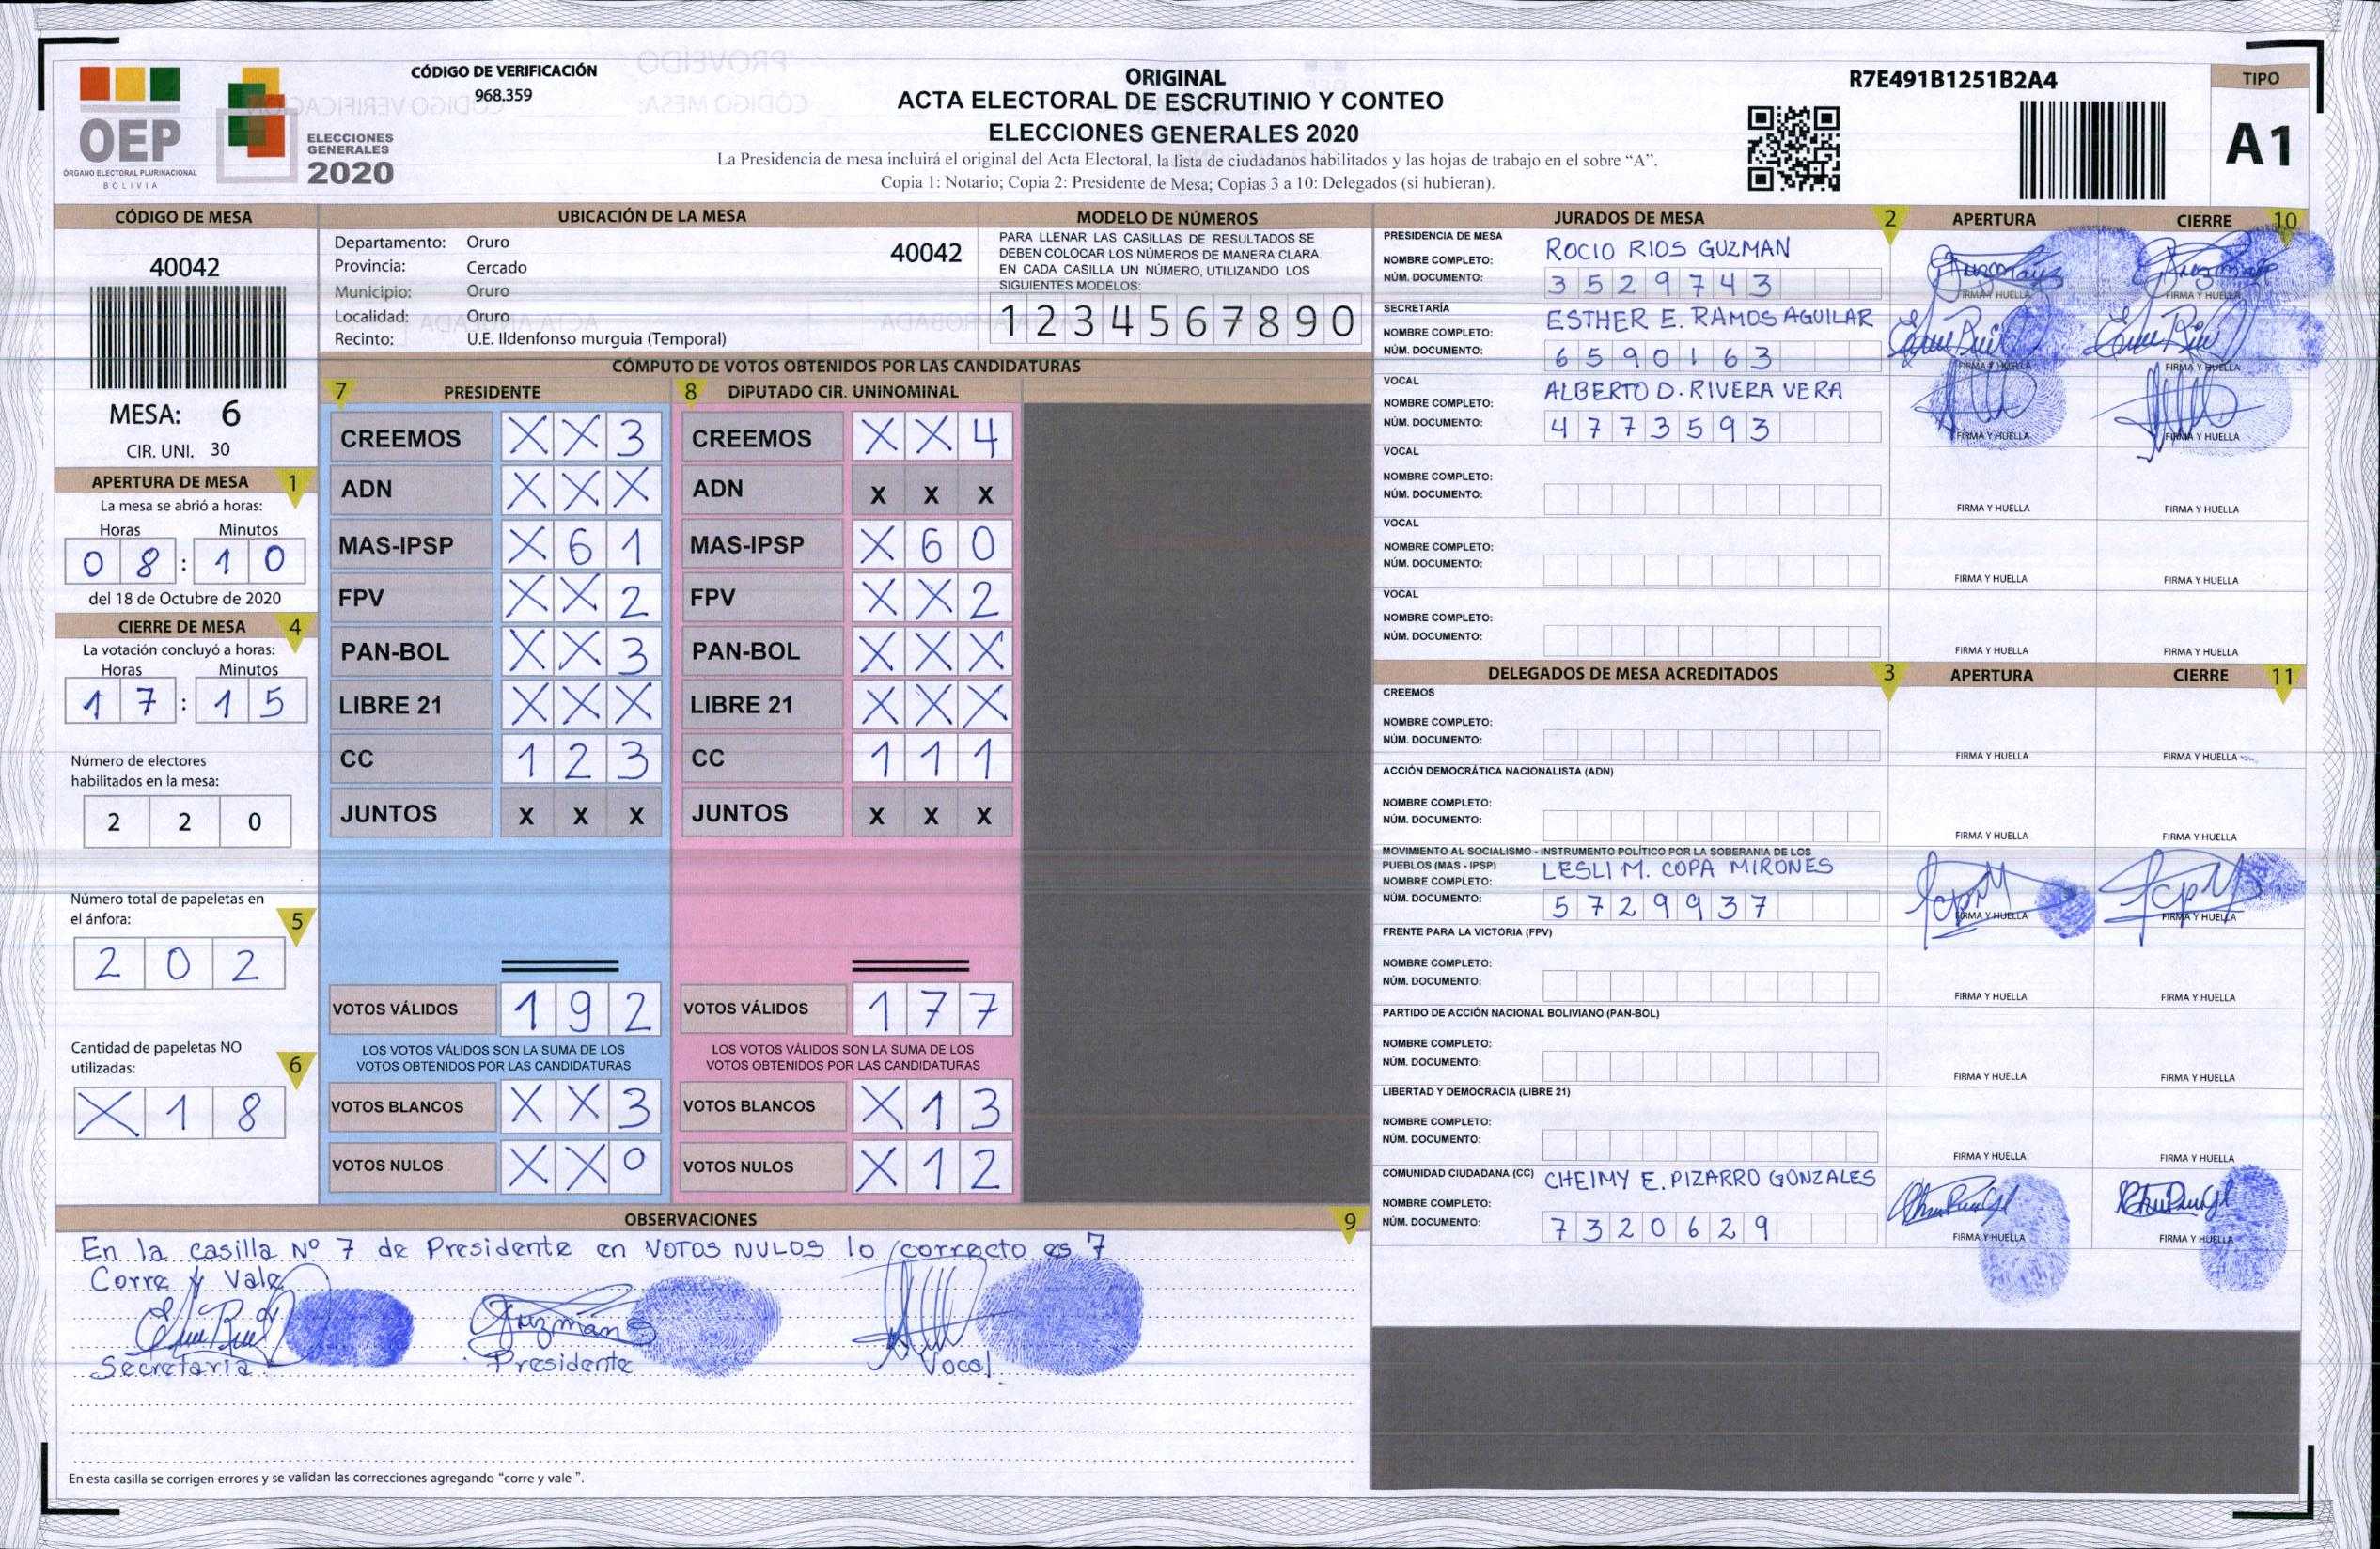 CÓDIGO DE VERIFICACIÓN
968.359
OEP
ÓRGANO ELECTORAL PLURINACIONAL
BOLIVIA
ELECCIONES
GENERALES
2020
ORIGINAL
ACTA ELECTORAL DE ESCRUTINIO Y CONTEO
ELECCIONES GENERALES 2020
La Presidencia de mesa incluirá el original del Acta Electoral, la lista de ciudadanos habilitados y las hojas de trabajo en el sobre “A”.
Copia 1: Notario; Copia 2: Presidente de Mesa; Copias 3 a 10: Delegados (si hubieran).
R7E491B1251B2A4
TIPO
A1
CÓDIGO DE MESA
40042
MESA: 6
CIR. UNI. 30
APERTURA DE MESA 1
La mesa se abrió a horas:
Horas Minutos
0 8 : 1 0
del 18 de Octubre de 2020
CIERRE DE MESA 4
La votación concluyó a horas:
Horas Minutos
1 7 : 1 5
Número de electores
habilitados en la mesa:
2 2 0
Número total de papeletas en
el ánfora: 5
2 0 2
Cantidad de papeletas NO
utilizadas: 6
X 1 8
UBICACIÓN DE LA MESA
Departamento: Oruro
40042
Provincia: Cercado
Municipio: Oruro
Localidad: Oruro
Recinto: U.E. Ildenfonso murguia (Temporal)
MODELO DE NÚMEROS
PARA LLENAR LAS CASILLAS DE RESULTADOS SE
DEBEN COLOCAR LOS NÚMEROS DE MANERA CLARA.
EN CADA CASILLA UN NÚMERO, UTILIZANDO LOS
SIGUIENTES MODELOS:
1 2 3 4 5 6 7 8 9 0
CÓMPUTO DE VOTOS OBTENIDOS POR LAS CANDIDATURAS
7 PRESIDENTE
CREEMOS X X 3
ADN X X X
MAS-IPSP X 6 1
FPV X X 2
PAN-BOL X X 3
LIBRE 21 X X X
CC 1 2 3
JUNTOS X X X
VOTOS VÁLIDOS 1 9 2
LOS VOTOS VÁLIDOS SON LA SUMA DE LOS
VOTOS OBTENIDOS POR LAS CANDIDATURAS
VOTOS BLANCOS X X 3
VOTOS NULOS X X 0
8 DIPUTADO CIR. UNINOMINAL
CREEMOS X X 4
ADN X X X
MAS-IPSP X 6 0
FPV X X 2
PAN-BOL X X X
LIBRE 21 X X X
CC 1 1 1
JUNTOS X X X
VOTOS VÁLIDOS 1 7 7
LOS VOTOS VÁLIDOS SON LA SUMA DE LOS
VOTOS OBTENIDOS POR LAS CANDIDATURAS
VOTOS BLANCOS X 1 3
VOTOS NULOS X 1 2
OBSERVACIONES 9
En la casilla Nº 7 de Presidente en VOTOS NULOS lo correcto es 7
Corre y Vale
Secretaria Presidente Vocal
En esta casilla se corrigen errores y se validan las correcciones agregando “corre y vale ”.
JURADOS DE MESA 2 APERTURA CIERRE 10
PRESIDENCIA DE MESA
NOMBRE COMPLETO: ROCIO RIOS GUZMAN
NÚM. DOCUMENTO: 3 5 2 9 7 4 3
FIRMA Y HUELLA FIRMA Y HUELLA
SECRETARÍA
NOMBRE COMPLETO: ESTHER E. RAMOS AGUILAR
NÚM. DOCUMENTO: 6 5 9 0 1 6 3
FIRMA Y HUELLA FIRMA Y HUELLA
VOCAL
NOMBRE COMPLETO: ALBERTO D. RIVERA VERA
NÚM. DOCUMENTO: 4 7 7 3 5 9 3
FIRMA Y HUELLA FIRMA Y HUELLA
VOCAL
NOMBRE COMPLETO:
NÚM. DOCUMENTO:
FIRMA Y HUELLA FIRMA Y HUELLA
VOCAL
NOMBRE COMPLETO:
NÚM. DOCUMENTO:
FIRMA Y HUELLA FIRMA Y HUELLA
VOCAL
NOMBRE COMPLETO:
NÚM. DOCUMENTO:
FIRMA Y HUELLA FIRMA Y HUELLA
DELEGADOS DE MESA ACREDITADOS 3 APERTURA CIERRE 11
CREEMOS
NOMBRE COMPLETO:
NÚM. DOCUMENTO:
FIRMA Y HUELLA FIRMA Y HUELLA
ACCIÓN DEMOCRÁTICA NACIONALISTA (ADN)
NOMBRE COMPLETO:
NÚM. DOCUMENTO:
FIRMA Y HUELLA FIRMA Y HUELLA
MOVIMIENTO AL SOCIALISMO - INSTRUMENTO POLÍTICO POR LA SOBERANIA DE LOS
PUEBLOS (MAS - IPSP)
NOMBRE COMPLETO: LESLI M. COPA MIRONES
NÚM. DOCUMENTO: 5 7 2 9 9 3 7
FIRMA Y HUELLA FIRMA Y HUELLA
FRENTE PARA LA VICTORIA (FPV)
NOMBRE COMPLETO:
NÚM. DOCUMENTO:
FIRMA Y HUELLA FIRMA Y HUELLA
PARTIDO DE ACCIÓN NACIONAL BOLIVIANO (PAN-BOL)
NOMBRE COMPLETO:
NÚM. DOCUMENTO:
FIRMA Y HUELLA FIRMA Y HUELLA
LIBERTAD Y DEMOCRACIA (LIBRE 21)
NOMBRE COMPLETO:
NÚM. DOCUMENTO:
FIRMA Y HUELLA FIRMA Y HUELLA
COMUNIDAD CIUDADANA (CC) CHEIMY E. PIZARRO GONZALES
NOMBRE COMPLETO:
NÚM. DOCUMENTO: 7 3 2 0 6 2 9
FIRMA Y HUELLA FIRMA Y HUELLA